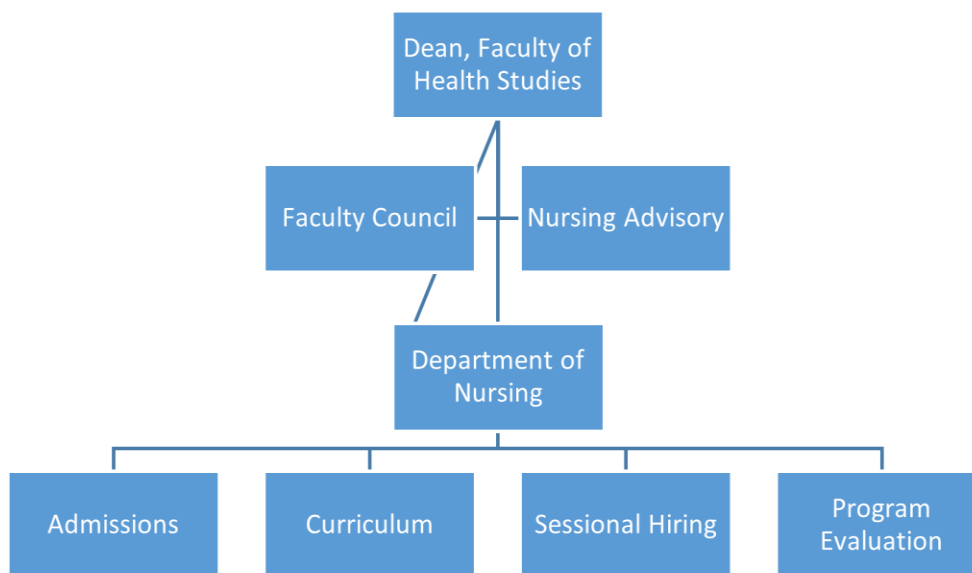 Dean, Faculty of
Health Studies
Faculty Council
Nursing Advisory
Department of
Nursing
Admissions
Curriculum
Sessional Hiring
Program
Evaluation